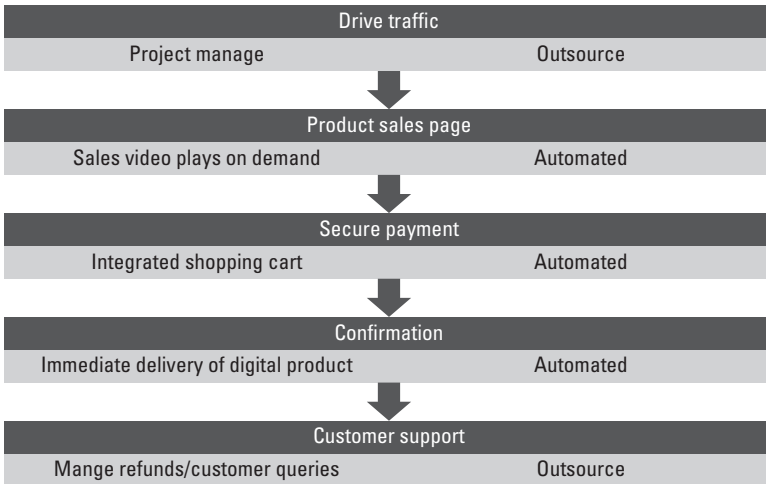 Drive traffic
Project manage Outsource
Product sales page
Sales video plays on demand Automated
Secure payment
Integrated shopping cart Automated
Confirmation
Immediate delivery of digital product Automated
Customer support
Mange refunds/customer queries Outsource